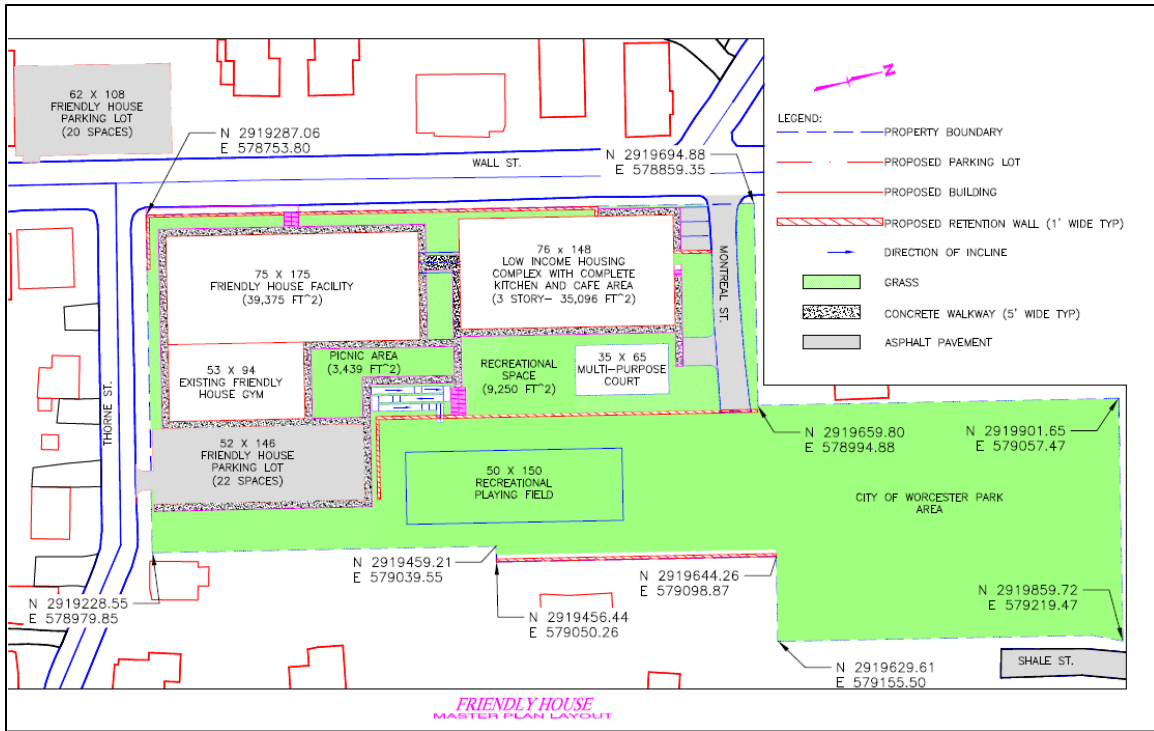 62 X 108
FRIENDLY HOUSE
PARKING LOT
(20 SPACES)
N 2919287.06
E 578753.80
WALL ST.
N 2919694.88
E 578859.35
N
LEGEND:
PROPERTY BOUNDARY
PROPOSED PARKING LOT
PROPOSED BUILDING
PROPOSED RETENTION WALL (1' WIDE TYP)
DIRECTION OF INCLINE
GRASS
CONCRETE WALKWAY (5' WIDE TYP)
ASPHALT PAVEMENT
75 X 175
FRIENDLY HOUSE FACILITY
(39,375 FT^2)
76 x 148
LOW INCOME HOUSING
COMPLEX WITH COMPLETE
KITCHEN AND CAFE AREA
(3 STORY- 35,096 FT^2)
MONTREAL ST.
53 X 94
EXISTING FRIENDLY
HOUSE GYM
PICNIC AREA
(3,439 FT^2)
RECREATIONAL
SPACE
(9,250 FT^2)
35 X 65
MULTI-PURPOSE
COURT
THORNE ST.
52 X 146
FRIENDLY HOUSE
PARKING LOT
(22 SPACES)
50 X 150
RECREATIONAL
PLAYING FIELD
N 2919659.80
E 578994.88
N 2919901.65
E 579057.47
CITY OF WORCESTER PARK
AREA
N 2919228.55
E 578979.85
N 2919459.21
E 579039.55
N 2919456.44
E 579050.26
N 2919644.26
E 579098.87
N 2919859.72
E 579219.47
N 2919629.61
E 579155.50
SHALE ST.
FRIENDLY HOUSE
MASTER PLAN LAYOUT